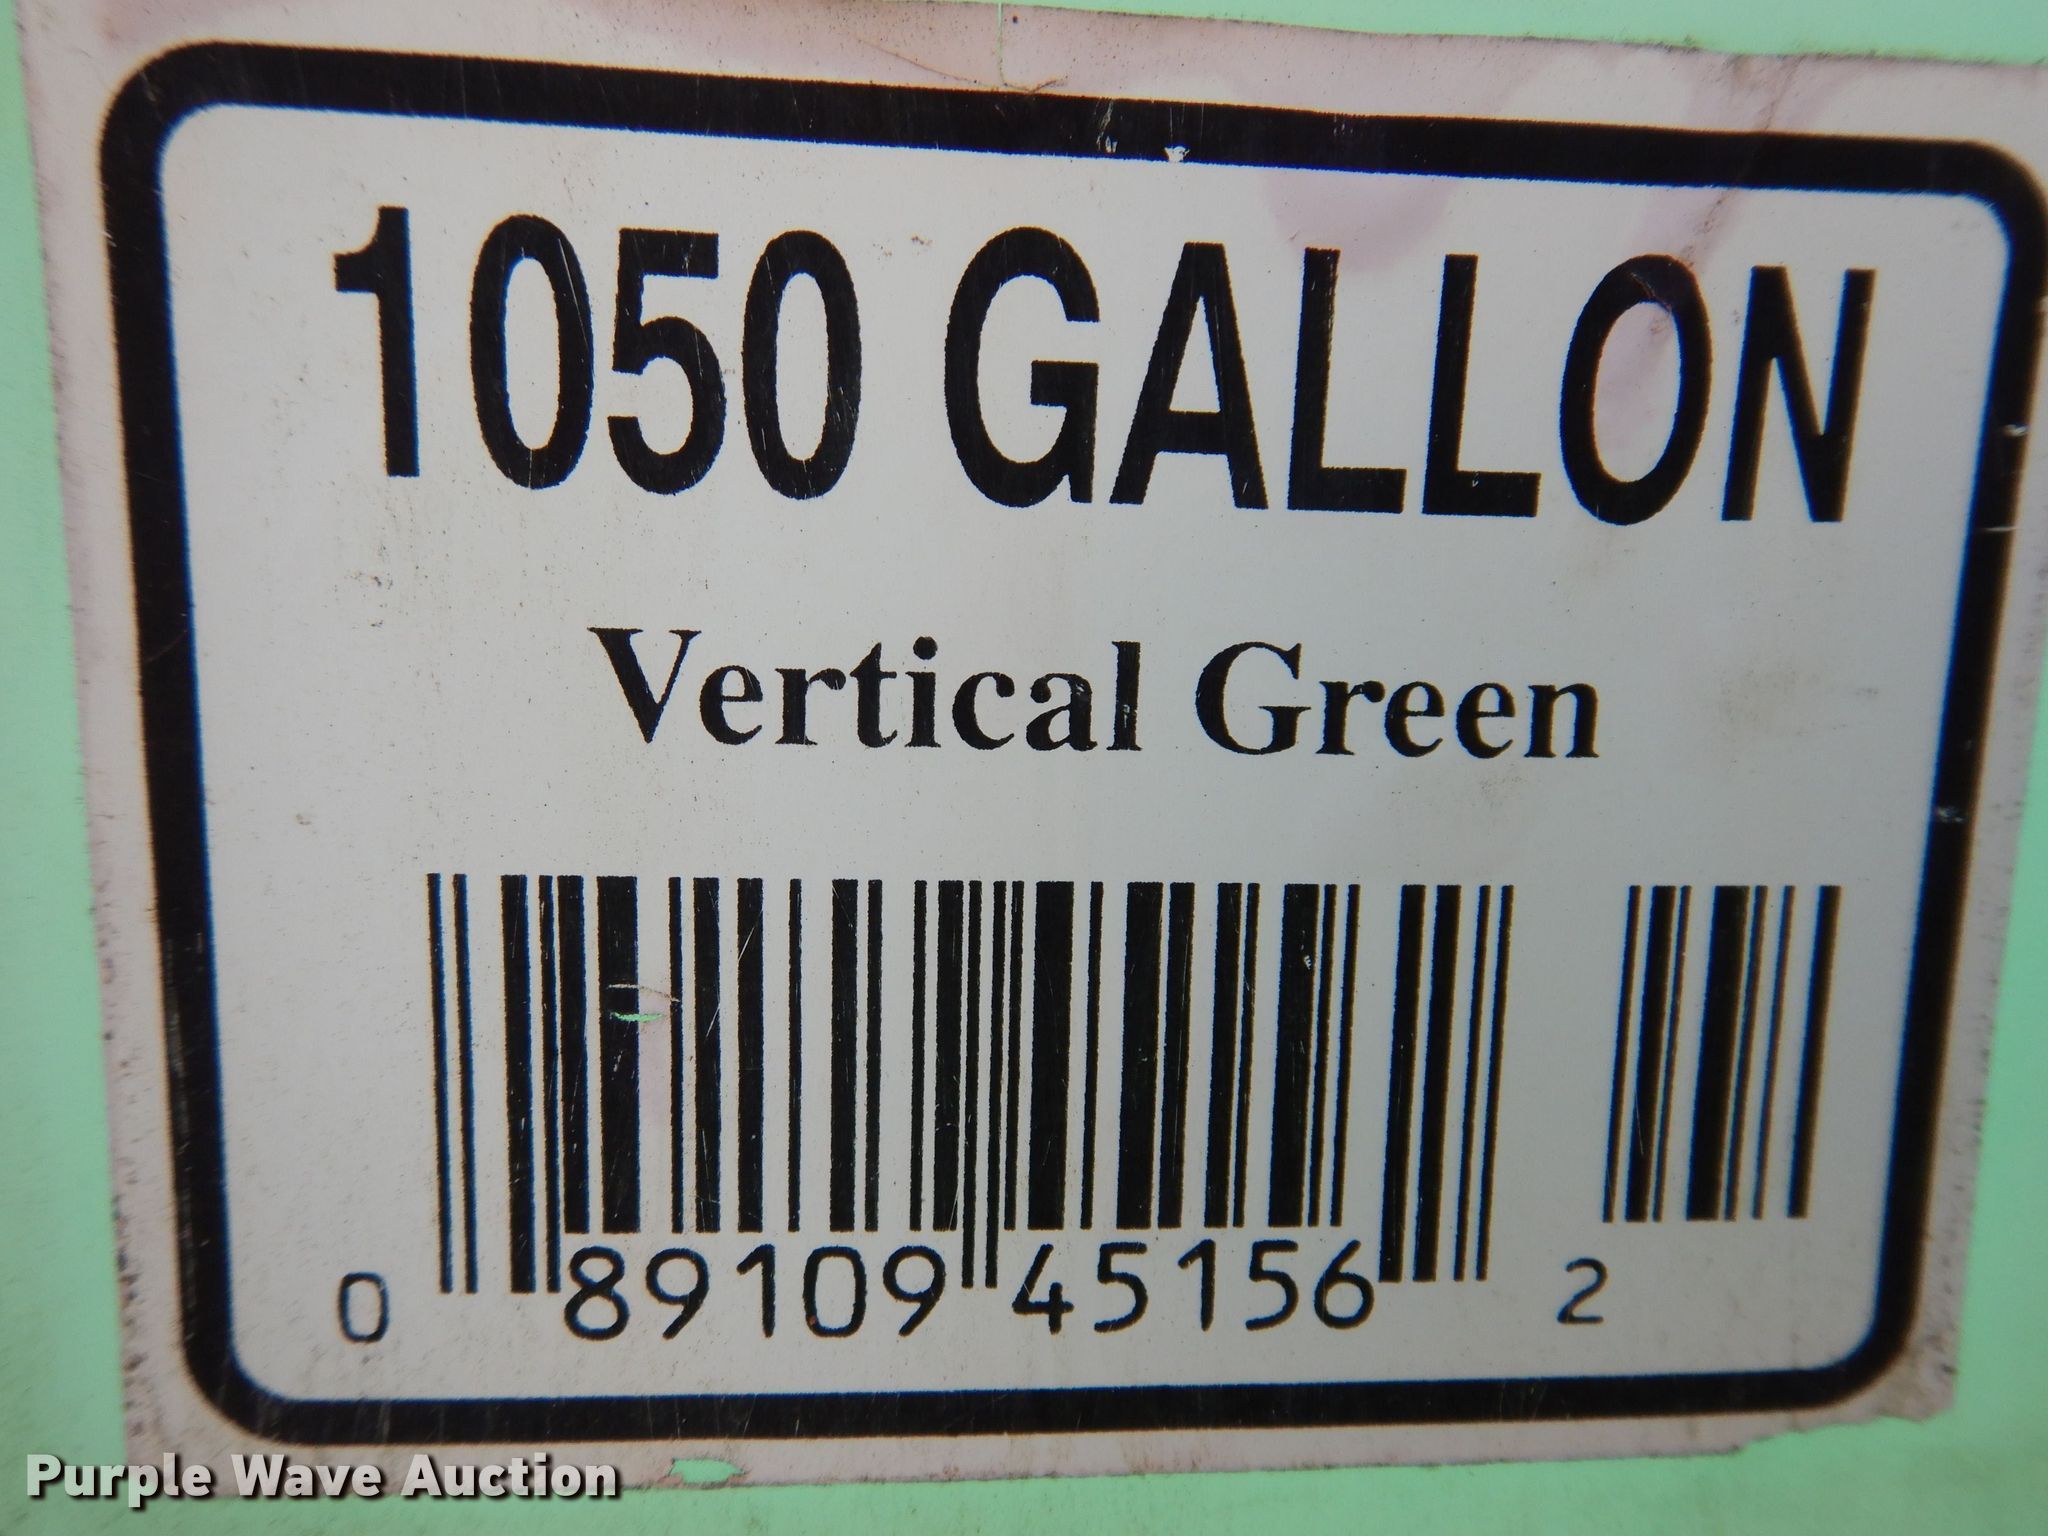 1050 GALLON
Vertical Green
0 89109 45156 2
Purple Wave Auction